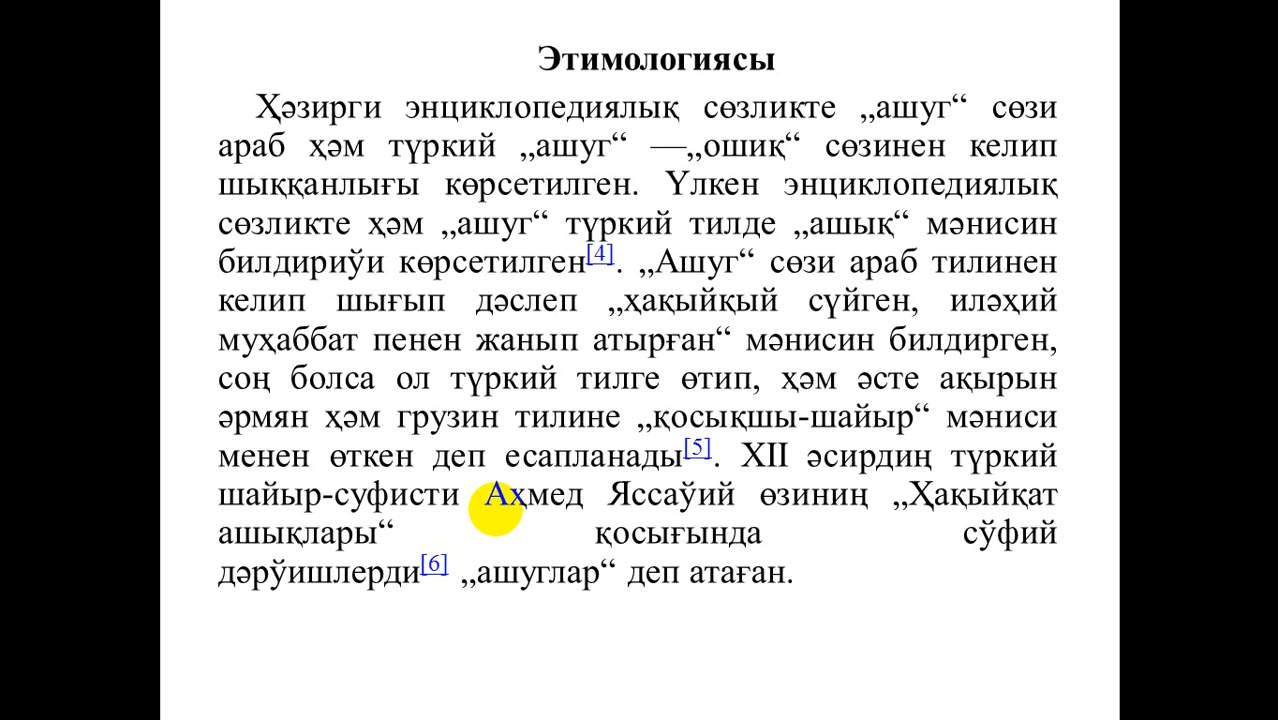 Этимологиясы
Ҳәзирги энциклопедиялық сөзликте „ашуг“ сөзи
араб ҳәм түркий „ашуг“ —„ошиқ“ сөзинен келип
шыққанлығы көрсетилген. Үлкен энциклопедиялық
сөзликте ҳәм „ашуг“ түркий тилде „ашық“ мәнисин
билдириўи көрсетилген[4]. „Ашуг“ сөзи араб тилинен
келип шығып дәслеп „ҳақыйқый сүйген, иләҳий
муҳаббат пенен жанып атырған“ мәнисин билдирген,
соң болса ол түркий тилге өтип, ҳәм әсте ақырын
әрмян ҳәм грузин тилине „қосықшы-шайыр“ мәниси
менен өткен деп есапланады[5]. XII әсирдиң түркий
шайыр-суфисти Аҳмед Яссаўий өзиниң „Ҳақыйқат
ашықлары“ қосығында сўфий
дәрўишлерди[6] „ашуглар“ деп атаған.